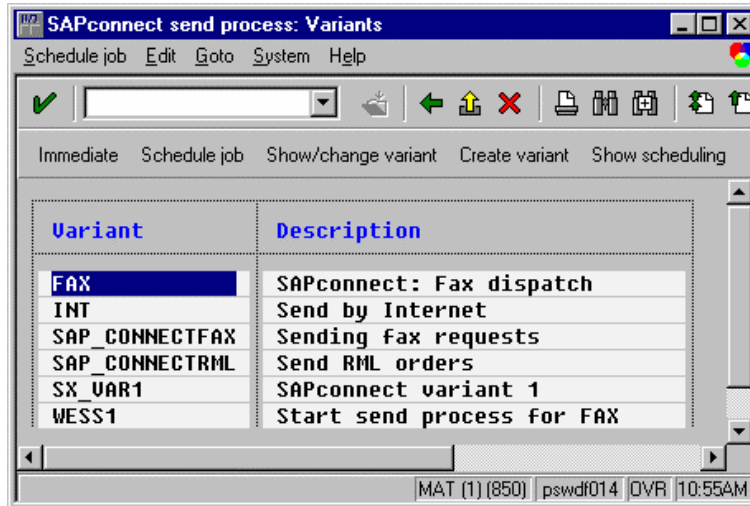 SAPconnect send process: Variants
Schedule job Edit Goto System Help
Immediate Schedule job Show/change variant Create variant Show scheduling
Variant Description
FAX SAPconnect: Fax dispatch
INT Send by Internet
SAP_CONNECTFAX Sending fax requests
SAP_CONNECTRML Send RML orders
SX_VAR1 SAPconnect variant 1
WESS1 Start send process for FAX
MAT (1) (850) pswdf014 OVR 10:55AM